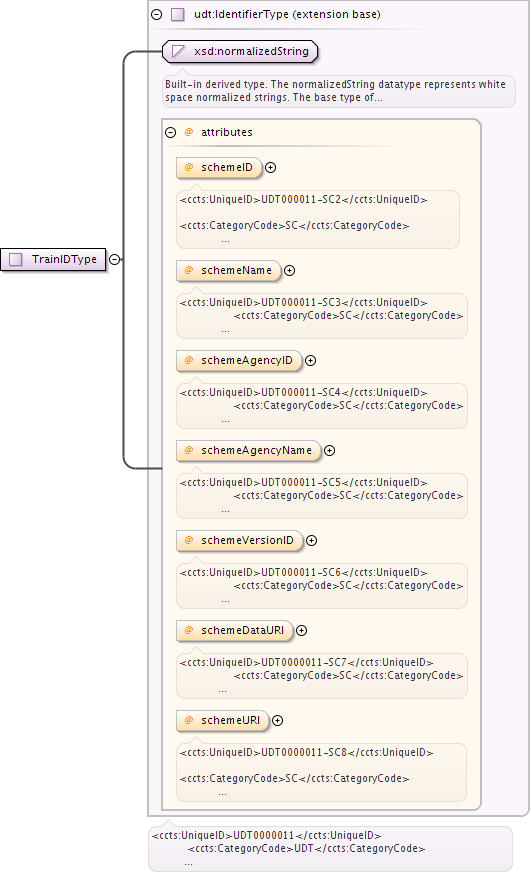 udt:IdentifierType (extension base)
xsd:normalizedString
Built-in derived type. The normalizedString datatype represents white
space normalized strings. The base type of...
@ attributes
@ schemeID
<ccts:UniqueID>UDT000011-SC2</ccts:UniqueID>
<ccts:CategoryCode>SC</ccts:CategoryCode>
...
TrainIDType
@ schemeName
<ccts:UniqueID>UDT000011-SC3</ccts:UniqueID>
<ccts:CategoryCode>SC</ccts:CategoryCode>
...
@ schemeAgencyID
<ccts:UniqueID>UDT000011-SC4</ccts:UniqueID>
<ccts:CategoryCode>SC</ccts:CategoryCode>
...
@ schemeAgencyName
<ccts:UniqueID>UDT000011-SC5</ccts:UniqueID>
<ccts:CategoryCode>SC</ccts:CategoryCode>
...
@ schemeVersionID
<ccts:UniqueID>UDT000011-SC6</ccts:UniqueID>
<ccts:CategoryCode>SC</ccts:CategoryCode>
...
@ schemeDataURI
<ccts:UniqueID>UDT0000011-SC7</ccts:UniqueID>
<ccts:CategoryCode>SC</ccts:CategoryCode>
...
@ schemeURI
<ccts:UniqueID>UDT0000011-SC8</ccts:UniqueID>
<ccts:CategoryCode>SC</ccts:CategoryCode>
...
<ccts:UniqueID>UDT0000011</ccts:UniqueID>
<ccts:CategoryCode>UDT</ccts:CategoryCode>
...